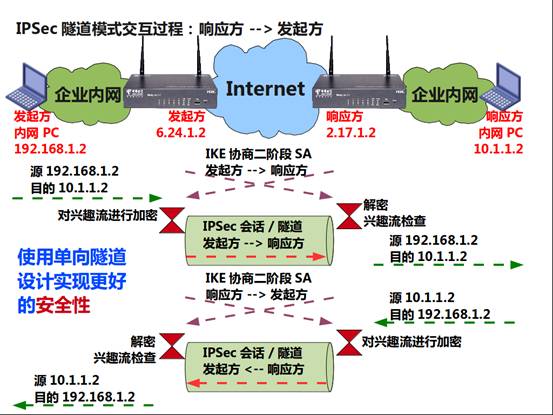 IPSec 隧道模式交互过程：响应方 --> 发起方
企业内网
Internet
企业内网
发起方
内网 PC
192.168.1.2
发起方
6.24.1.2
响应方
2.17.1.2
响应方
内网 PC
10.1.1.2
IKE 协商二阶段 SA
发起方 --> 响应方
源 192.168.1.2
目的 10.1.1.2
对兴趣流进行加密
解密
兴趣流检查
IPSec 会话 / 隧道
发起方 --> 响应方
源 192.168.1.2
目的 10.1.1.2
使用单向隧道
设计实现更好
的安全性
IKE 协商二阶段 SA
响应方 --> 发起方
源 10.1.1.2
目的 192.168.1.2
解密
兴趣流检查
对兴趣流进行加密
IPSec 会话 / 隧道
发起方 <-- 响应方
源 10.1.1.2
目的 192.168.1.2